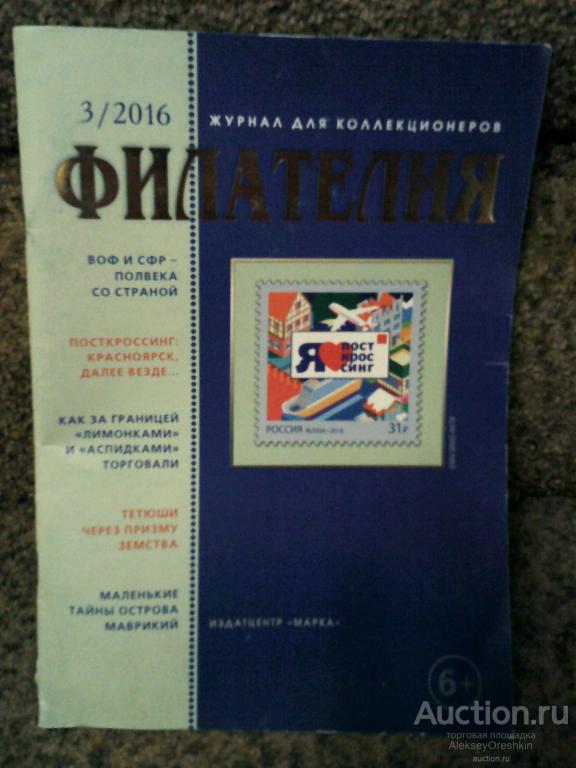 3/2016
ЖУРНАЛ ДЛЯ КОЛЛЕКЦИОНЕРОВ
ФИЛАТЕЛИЯ
ВОФ И СФР –
ПОЛВЕКА
СО СТРАНОЙ
ПОСТКРОССИНГ:
КРАСНОЯРСК,
ДАЛЕЕ ВЕЗДЕ...
КАК ЗА ГРАНИЦЕЙ
«ЛИМОНКАМИ»
И «АСПИДКАМИ»
ТОРГОВАЛИ
ТЕТЮШИ
ЧЕРЕЗ ПРИЗМУ
ЗЕМСТВА
МАЛЕНЬКИЕ
ТАЙНЫ ОСТРОВА
МАВРИКИЙ
Я пост
крос
синг
РОССИЯ RUSSIA·2016 31₽
ИЗДАТЦЕНТР «МАРКА»
6+
Auction.ru
торговая площадка
AlekseyOreshkin
auction.ru